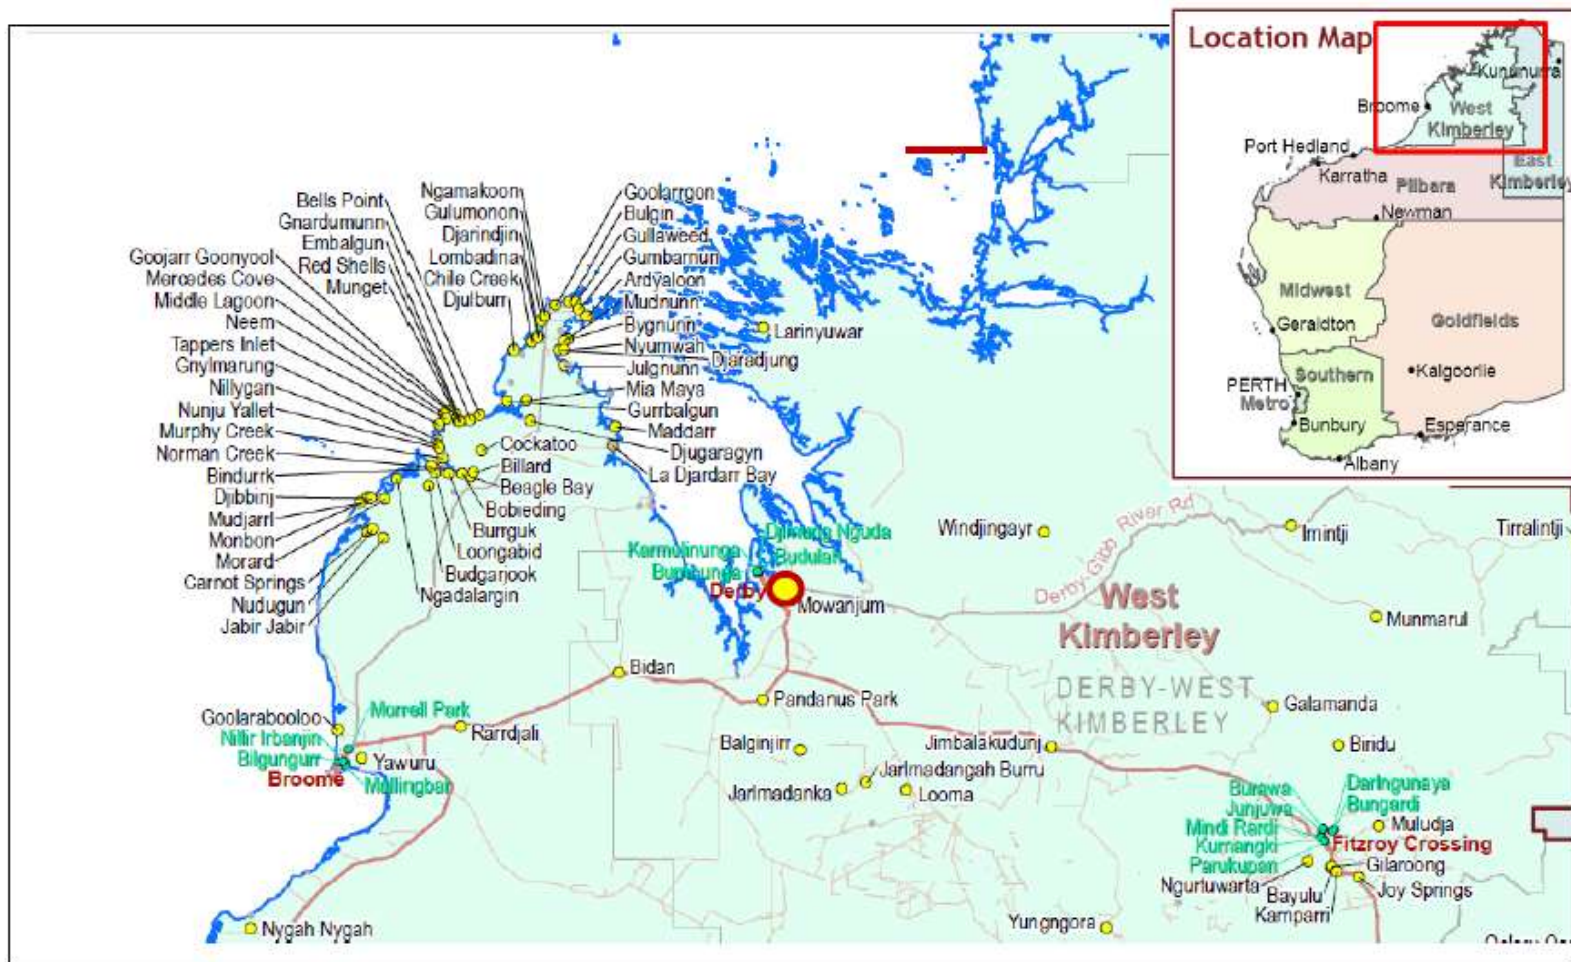 Location Map
Kununurra
Broome
West
Kimberley
Port Hedland
Karratha
East
Kimberley
Pilbara
Newman
Midwest
Geraldton
Goldfields
Southern
Kalgoorlie
PERTH
Metro
Bunbury
Esperance
Albany
Bells Point
Gnardumunn
Embalgun
Red Shells
Munget
Goojarr Goonyool
Mercedes Cove
Middle Lagoon
Neem
Tappers Inlet
Gnylmarung
Nillygan
Nunju Yallet
Murphy Creek
Norman Creek
Bindurrk
Djibbinj
Mudjarrl
Monbon
Morard
Carnot Springs
Nudugun
Jabir Jabir
Ngamakoon
Gulumonon
Djarindjin
Lombadina
Chile Creek
Djulburr
Goolarrgon
Bulgin
Gullaweed
Gumbarnun
Ardyaloon
Mudnunn
Bygnunn
Nyumwah
Djaradjung
Julgnunn
Mia Maya
Gurrbalgun
Maddarr
Djugaragyn
La Djardarr Bay
Cockatoo
Billard
Beagle Bay
Bobieding
Burrguk
Loongabid
Budgarjook
Ngadalargin
Larinyuwar
Windjingayr
Imintji
Tirralintji
Derby-Gibb River Rd
Djimung Nguda
Karmulinunga
Budulah
Burrinunga
Derby
Mowanjum
West
Kimberley
Munmarul
DERBY-WEST
KIMBERLEY
Bidan
Pandanus Park
Galamanda
Goolarabooloo
Morrell Park
Nillir Irbanjin
Bilgungurr
Broome
Mallingbar
Yawuru
Rarrdjali
Balginjirr
Jimbalakudunj
Biridu
Jarlmadangah Burru
Jarlmadanka
Looma
Burawa
Junjuwa
Mindi Rardi
Kurnangki
Parukupan
Darlngunaya
Bungardi
Muludja
Fitzroy Crossing
Ngurtuwarta
Gilaroong
Bayulu
Joy Springs
Kamparri
Yungngora
Nygah Nygah